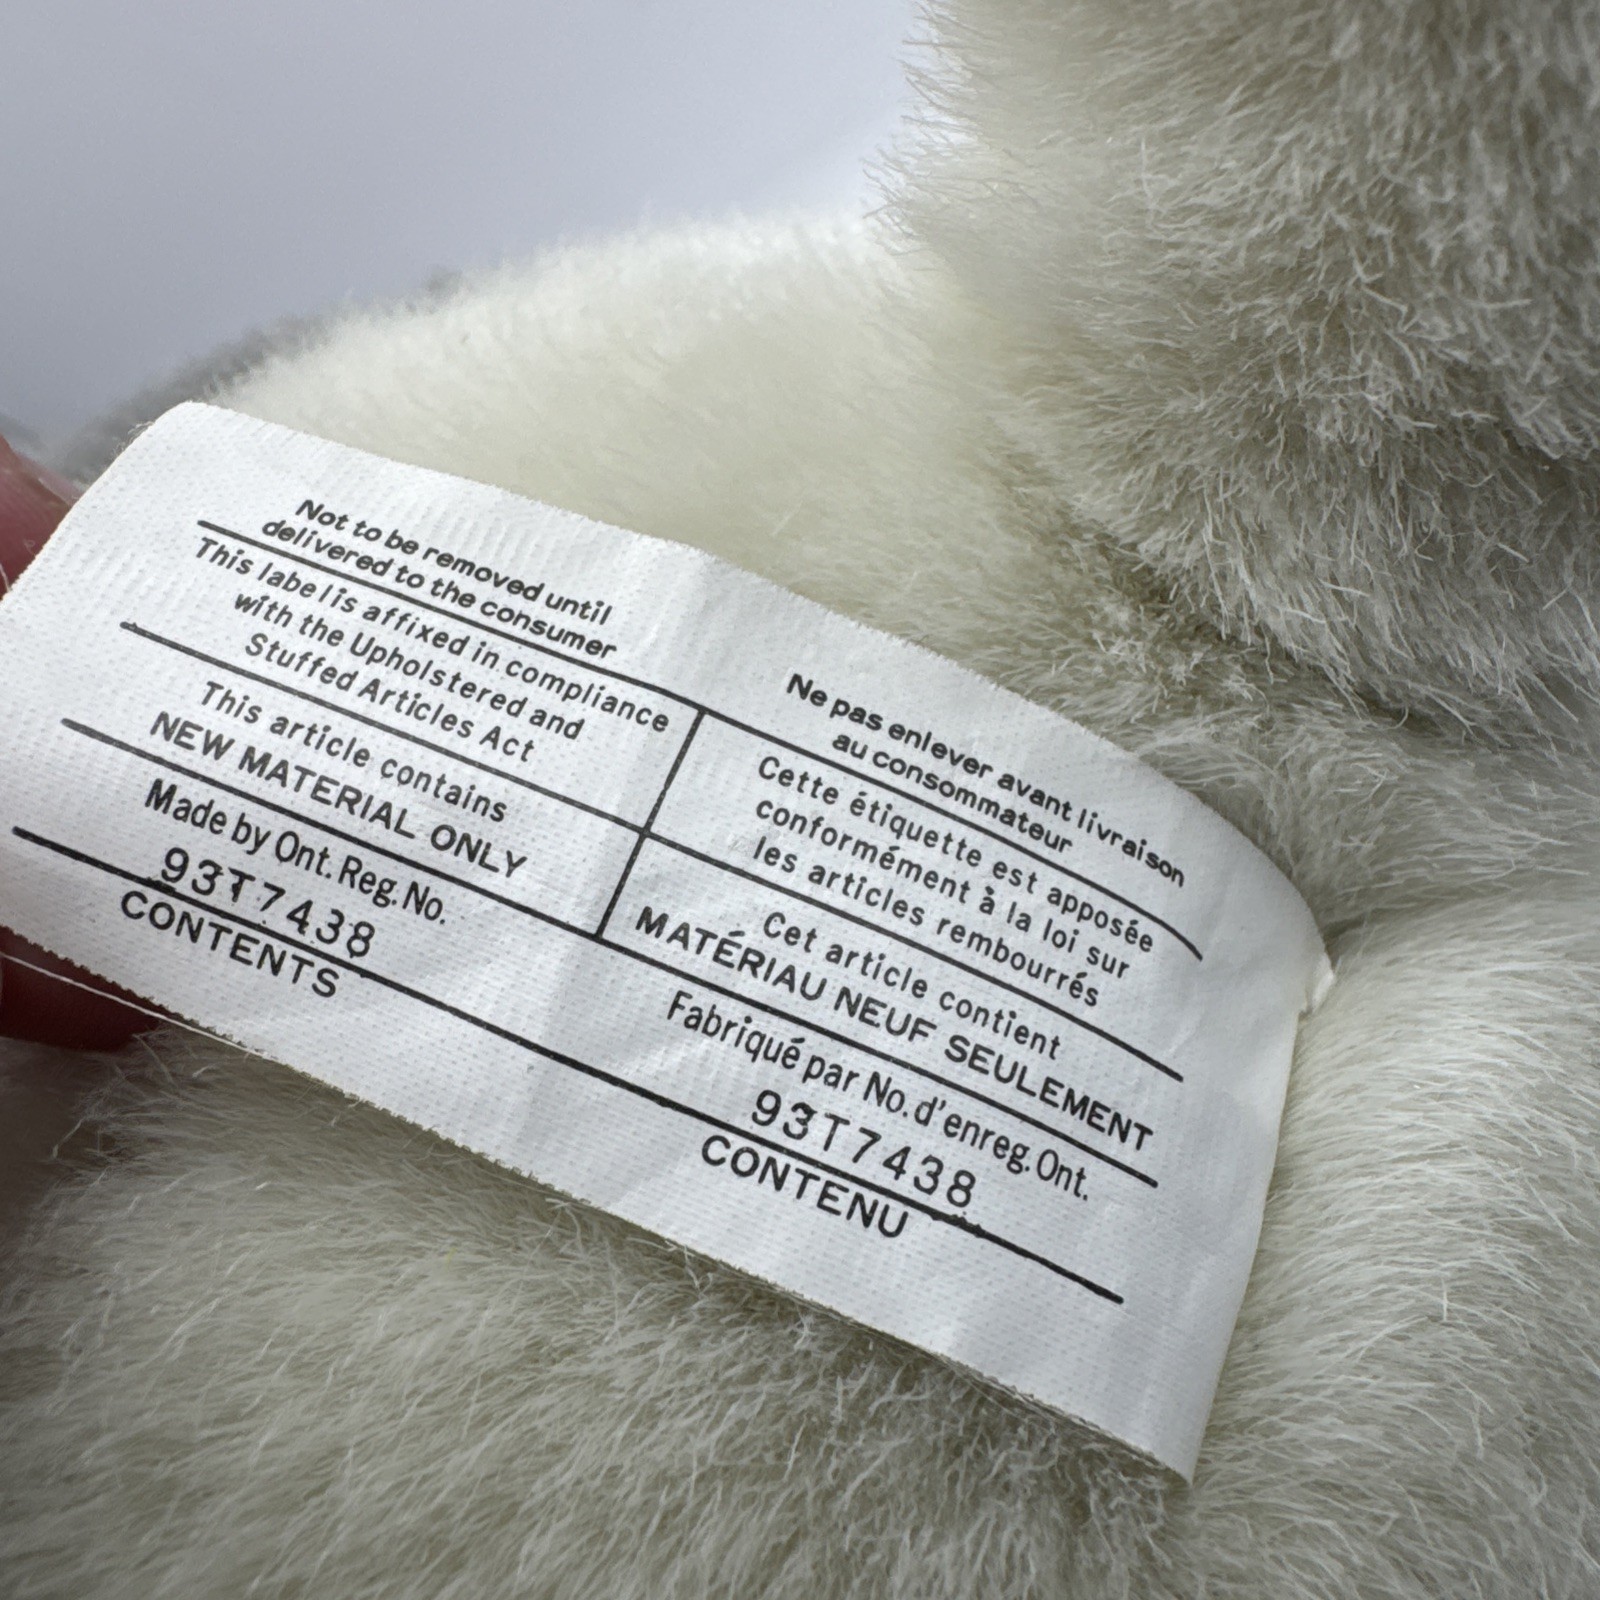 Not to be removed until
delivered to the consumer
This label is affixed in compliance
with the Upholstered and
Stuffed Articles Act
This article contains
NEW MATERIAL ONLY
Made by Ont. Reg. No.
93T7438
CONTENTS
Ne pas enlever avant livraison
au consommateur
Cette étiquette est apposée
conformément à la loi sur
les articles rembourrés
Cet article contient
MATÉRIAU NEUF SEULEMENT
Fabriqué par No. d'enreg. Ont.
93T7438
CONTENU